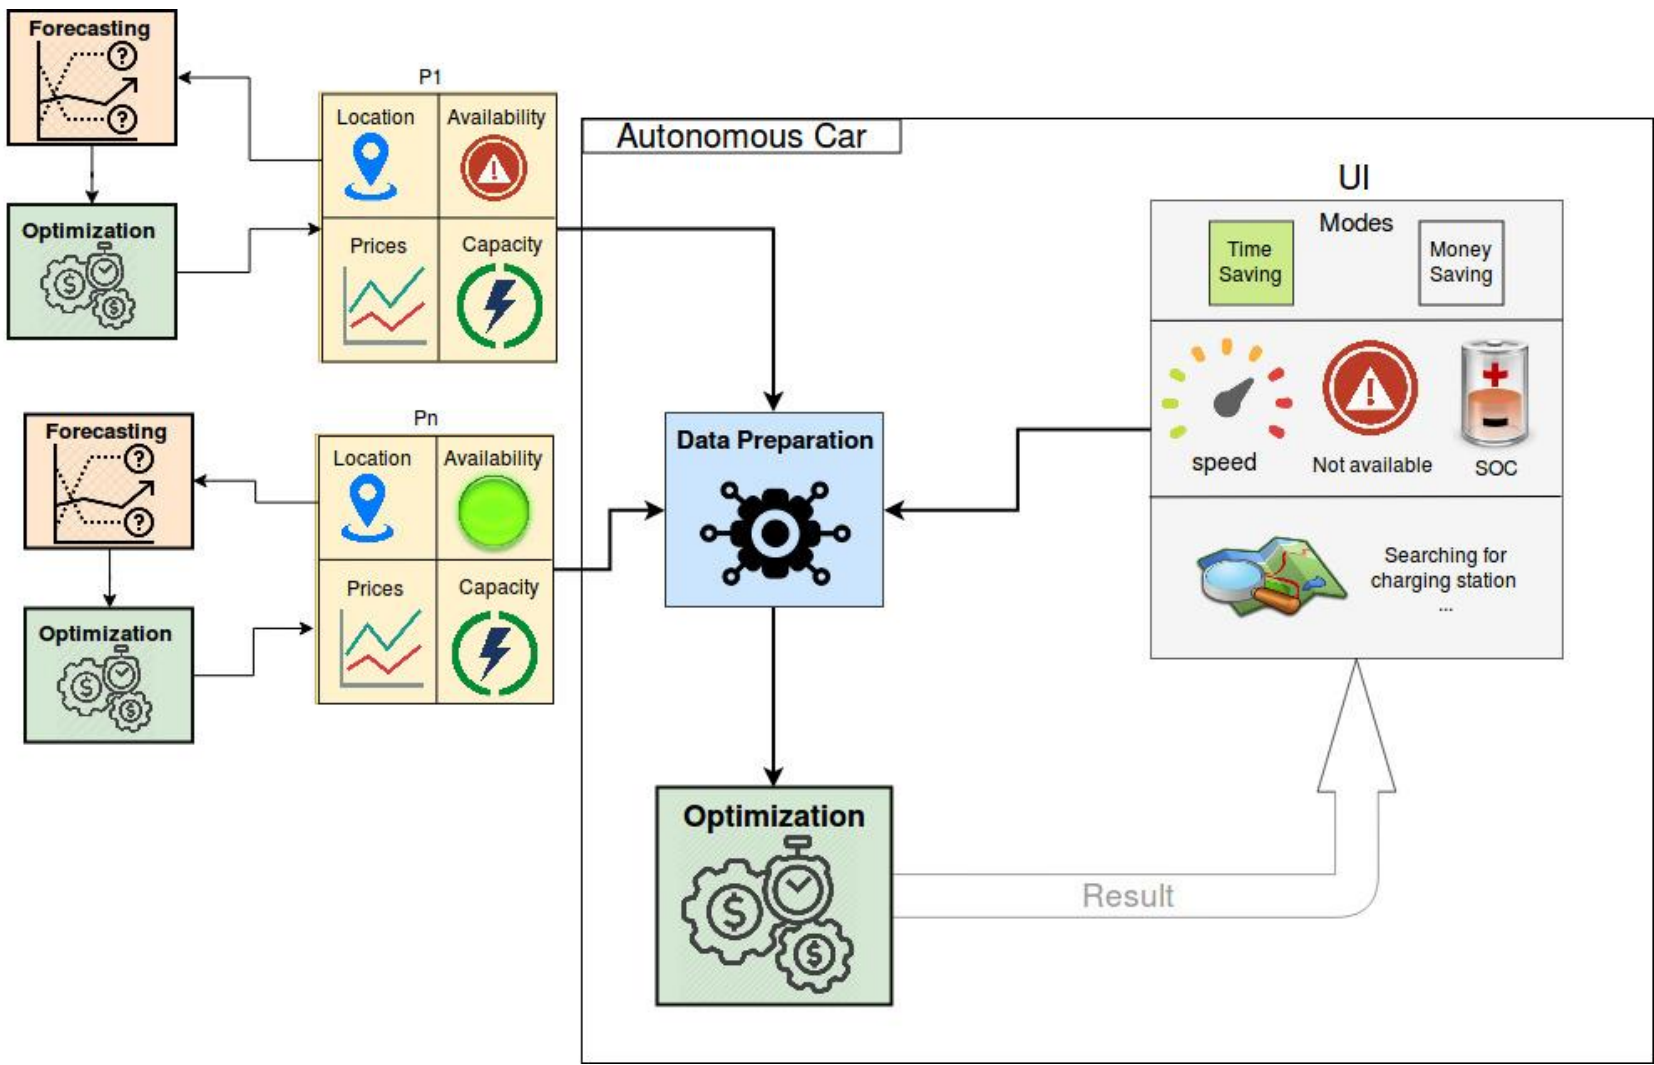 Forecasting
?
?
Optimization
$
$
P1
Location
Availability
!
Prices
Capacity
Forecasting
?
?
Optimization
$
$
Pn
Location
Availability
Prices
Capacity
Autonomous Car
Data Preparation
Optimization
$
$
Result
UI
Modes
Time
Saving
Money
Saving
speed
!
Not available
SOC
Searching for
charging station
...